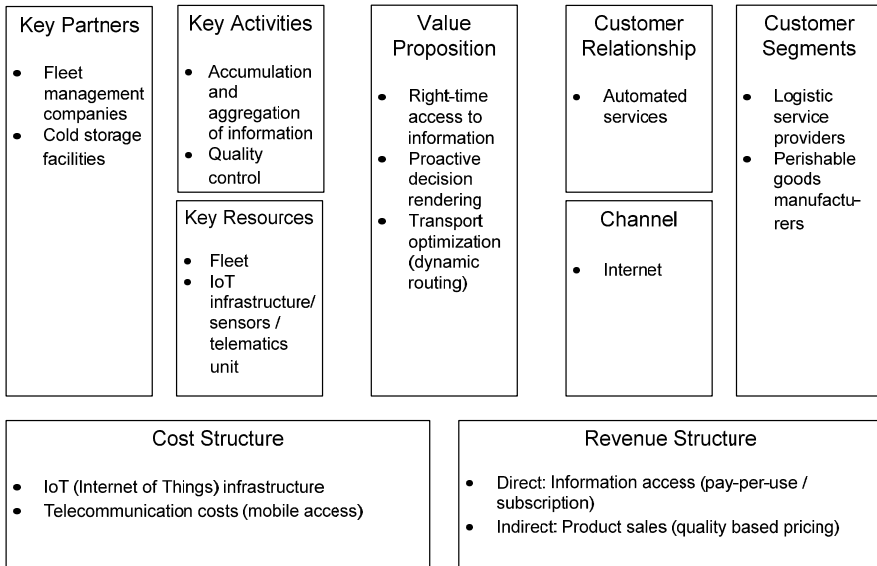 Key Partners
• Fleet
management
companies
• Cold storage
facilities
Key Activities
• Accumulation
and
aggregation
of information
• Quality
control
Key Resources
• Fleet
• IoT
infrastructure/
sensors /
telematics
unit
Value
Proposition
• Right-time
access to
information
• Proactive
decision
rendering
• Transport
optimization
(dynamic
routing)
Customer
Relationship
• Automated
services
Channel
• Internet
Customer
Segments
• Logistic
service
providers
• Perishable
goods
manufactu-
rers
Cost Structure
• IoT (Internet of Things) infrastructure
• Telecommunication costs (mobile access)
Revenue Structure
• Direct: Information access (pay-per-use /
subscription)
• Indirect: Product sales (quality based pricing)